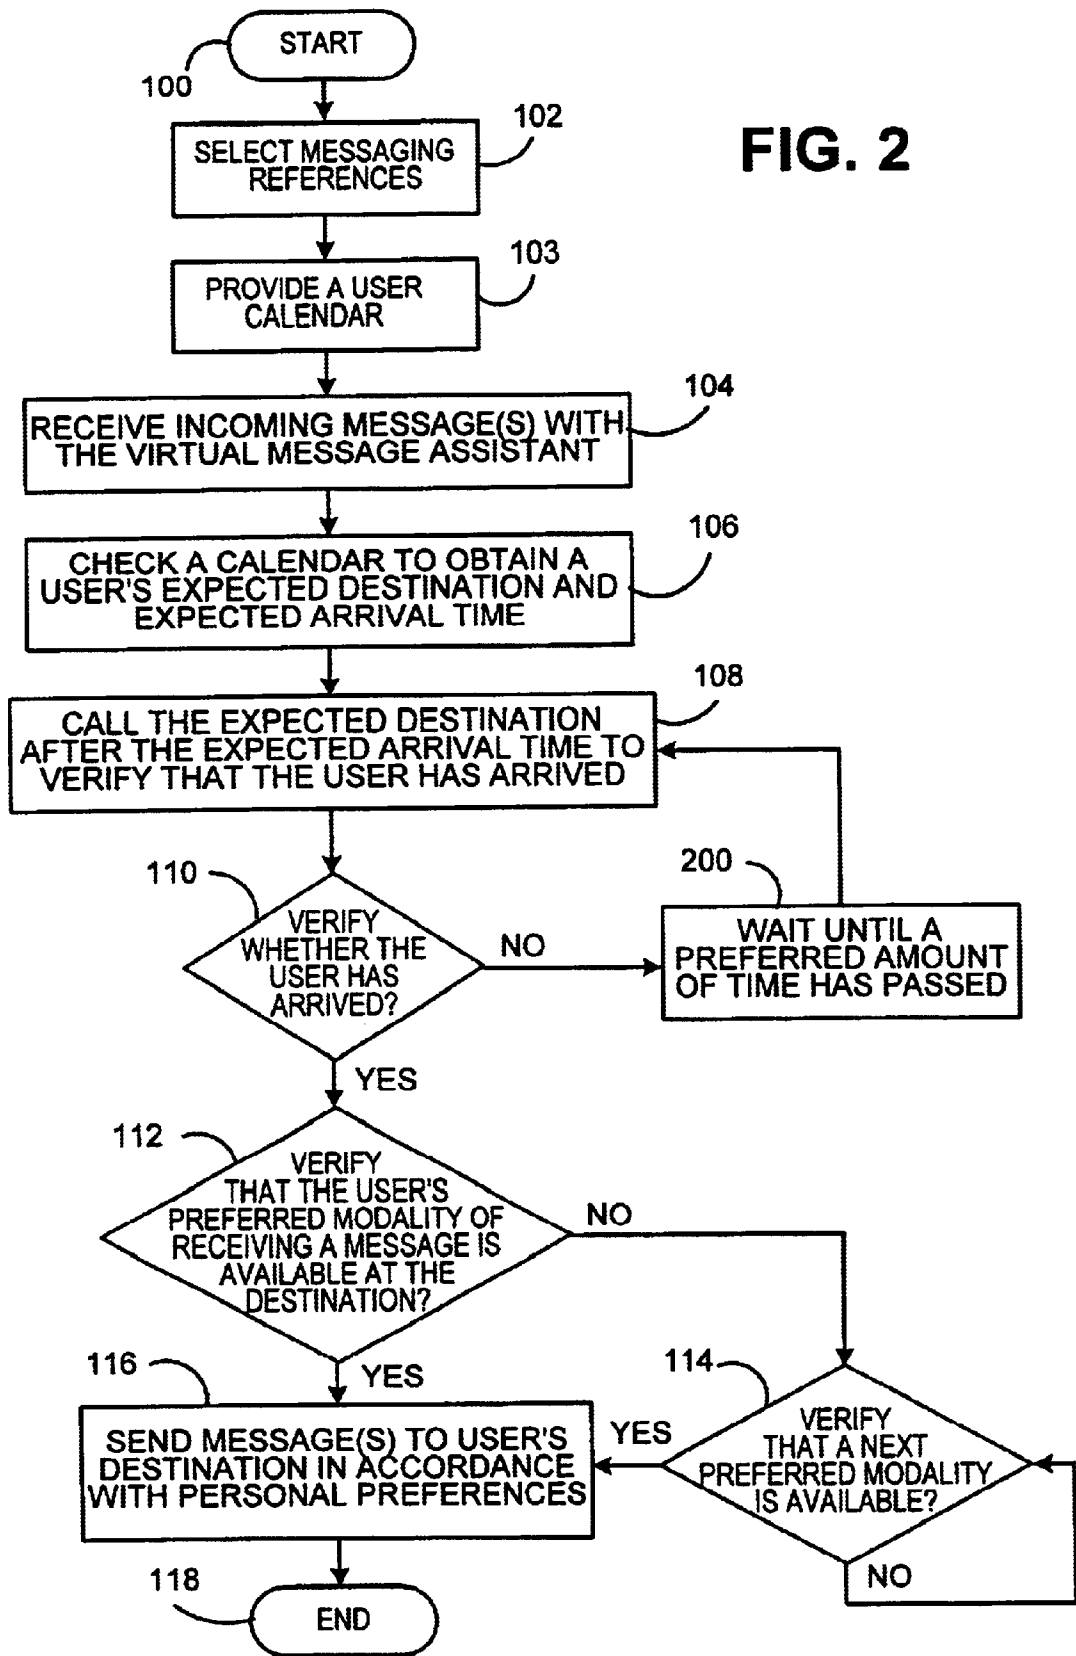 START
100
FIG. 2
102
SELECT MESSAGING
REFERENCES
103
PROVIDE A USER
CALENDAR
104
RECEIVE INCOMING MESSAGE(S) WITH
THE VIRTUAL MESSAGE ASSISTANT
106
CHECK A CALENDAR TO OBTAIN A
USER'S EXPECTED DESTINATION AND
EXPECTED ARRIVAL TIME
108
CALL THE EXPECTED DESTINATION
AFTER THE EXPECTED ARRIVAL TIME TO
VERIFY THAT THE USER HAS ARRIVED
110
VERIFY
WHETHER THE
USER HAS
ARRIVED?
NO
200
WAIT UNTIL A
PREFERRED AMOUNT
OF TIME HAS PASSED
YES
112
VERIFY
THAT THE USER'S
PREFERRED MODALITY OF
RECEIVING A MESSAGE IS
AVAILABLE AT THE
DESTINATION?
NO
YES
114
VERIFY
THAT A NEXT
PREFERRED MODALITY
IS AVAILABLE?
YES
NO
116
SEND MESSAGE(S) TO USER'S
DESTINATION IN ACCORDANCE
WITH PERSONAL PREFERENCES
118
END